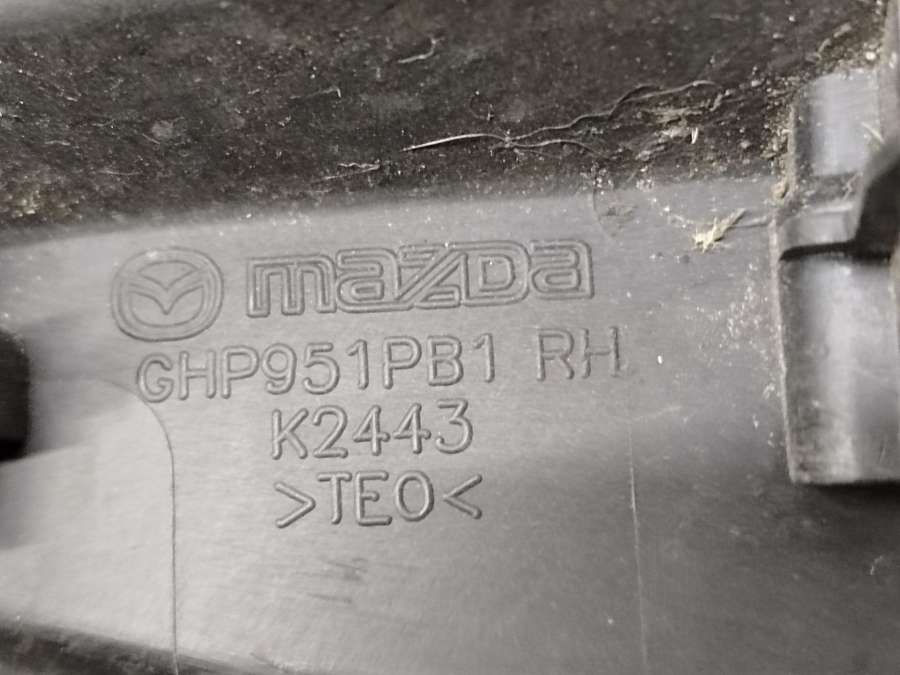 mazda
GHP951PB1 RH
K2443
>TEO<